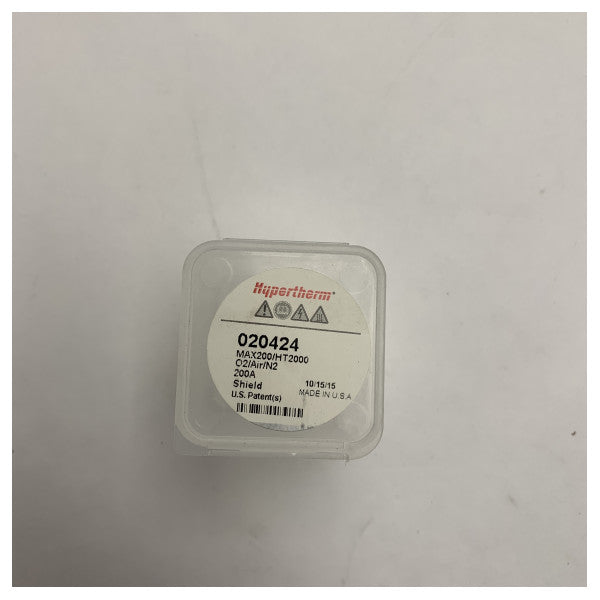 Hypertherm®
020424
MAX200/HT2000
O2/Air/N2
200A
Shield 10/15/15
U.S. Patent(s) MADE IN U.S.A